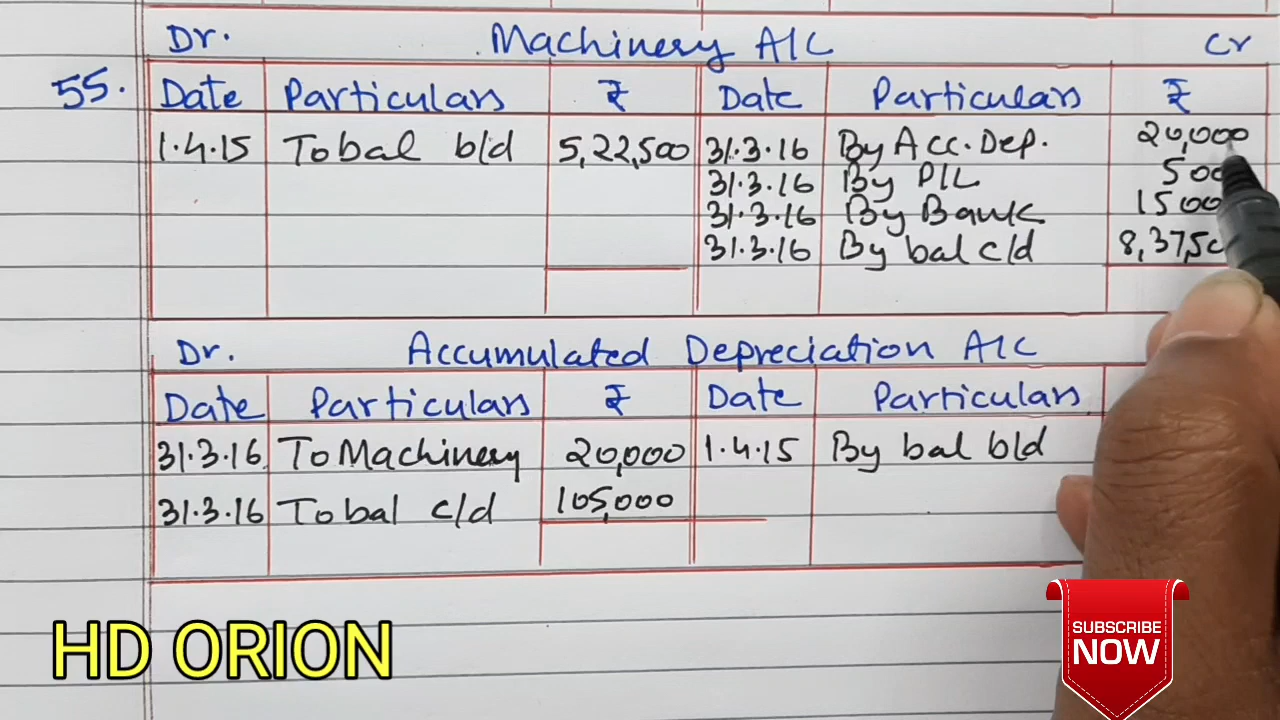 Dr. Machinery A/C Cr
55. Date Particulars ₹ Date Particulars ₹
1.4.15 To bal b/d 5,22,500 31.3.16 By Acc. Dep. 20,000
31.3.16 By P/L
31.3.16 By Bank
31.3.16 By bal c/d
Dr. Accumulated Depreciation A/C
Date Particulars ₹ Date Particulars
31.3.16 To Machinery 20,000 1.4.15 By bal b/d
31.3.16 To bal c/d 105,000
HD ORION
SUBSCRIBE
NOW